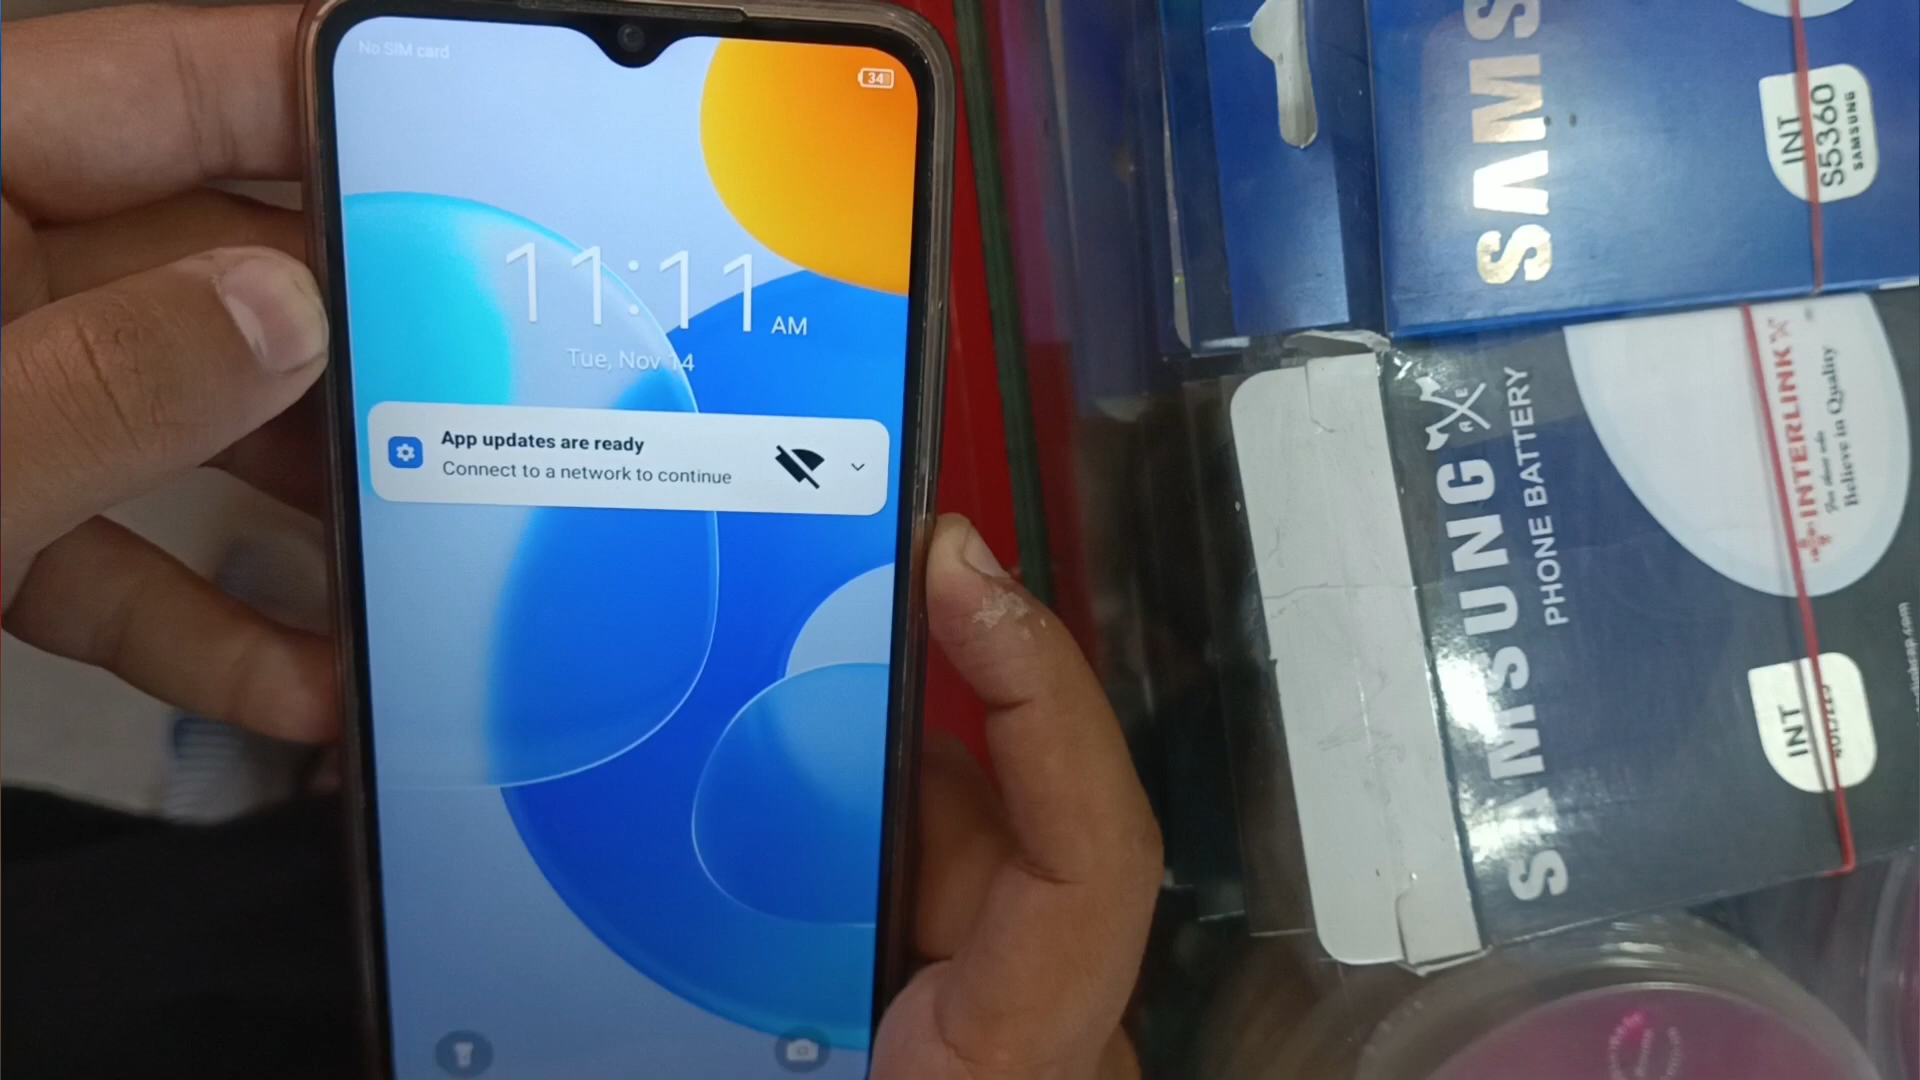 No SIM card
34
11:11 AM
Tue, Nov 14
App updates are ready
Connect to a network to continue
SAMS
INT
S5360
SAMSUNG
SAMSUNG
PHONE BATTERY
INTERLINK
Believe in Quality
INT